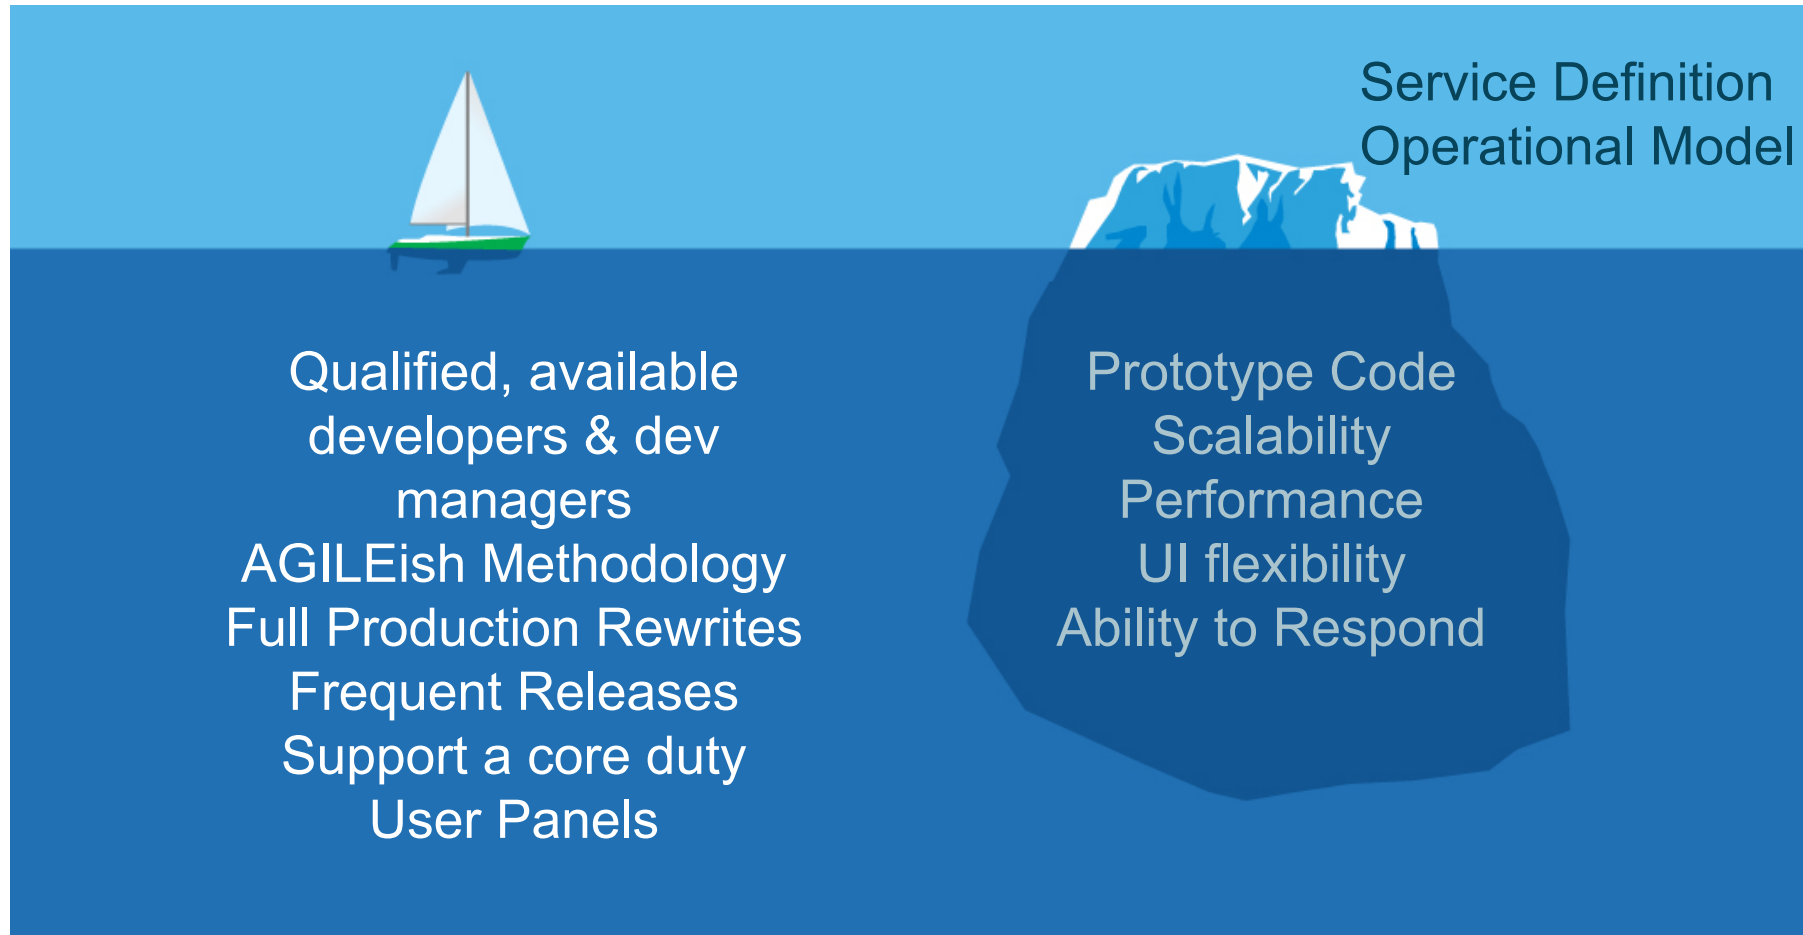 Service Definition
Operational Model
Qualified, available
developers & dev
managers
AGILEish Methodology
Full Production Rewrites
Frequent Releases
Support a core duty
User Panels
Prototype Code
Scalability
Performance
UI flexibility
Ability to Respond